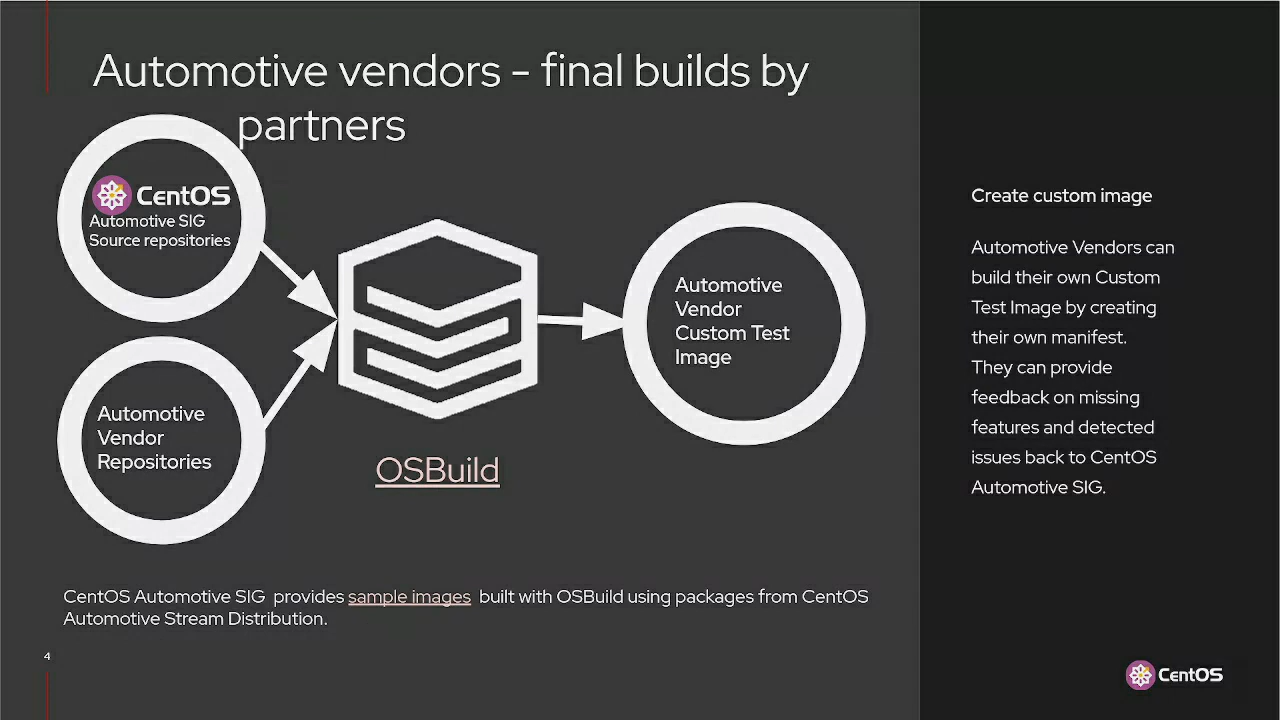 Automotive vendors - final builds by
partners
CentOS
Automotive SIG
Source repositories
Automotive
Vendor
Repositories
OSBuild
Automotive
Vendor
Custom Test
Image
CentOS Automotive SIG provides sample images built with OSBuild using packages from CentOS
Automotive Stream Distribution.
4
Create custom image
Automotive Vendors can
build their own Custom
Test Image by creating
their own manifest.
They can provide
feedback on missing
features and detected
issues back to CentOS
Automotive SIG.
CentOS